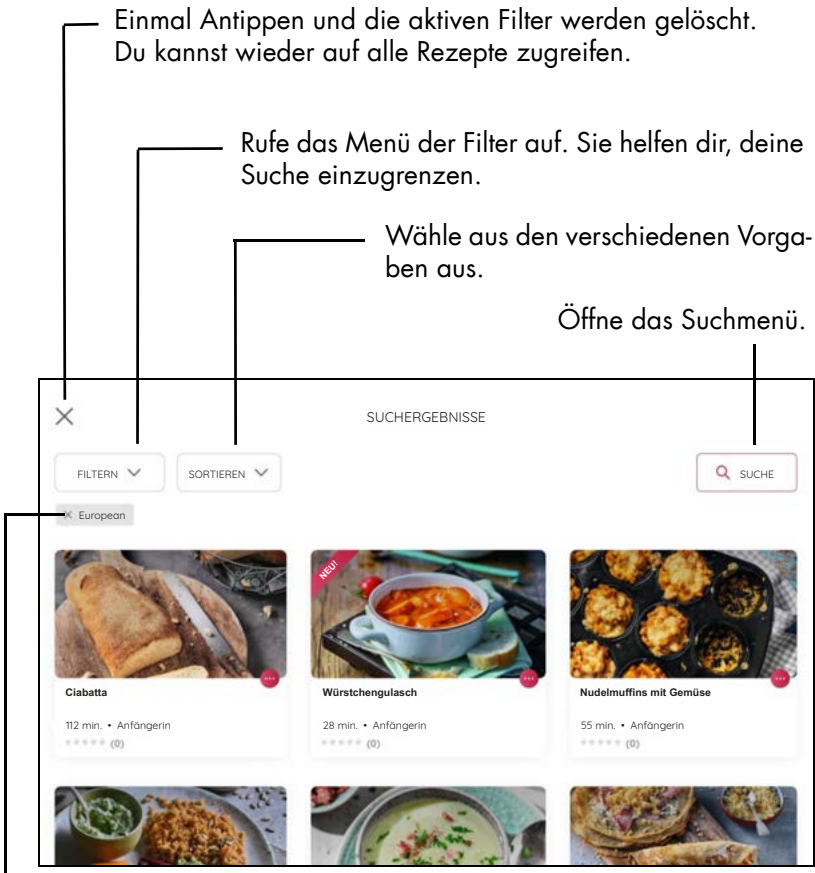 Einmal Antippen und die aktiven Filter werden gelöscht.
Du kannst wieder auf alle Rezepte zugreifen.
Rufe das Menü der Filter auf. Sie helfen dir, deine
Suche einzugrenzen.
Wähle aus den verschiedenen Vorga-
ben aus.
Öffne das Suchmenü.
SUCHERGEBNISSE
FILTERN
SORTIEREN
SUCHE
European
NEU!
Ciabatta
112 min. • Anfängerin
(0)
Würstchengulasch
28 min. • Anfängerin
(0)
Nudelmuffins mit Gemüse
55 min. • Anfängerin
(0)